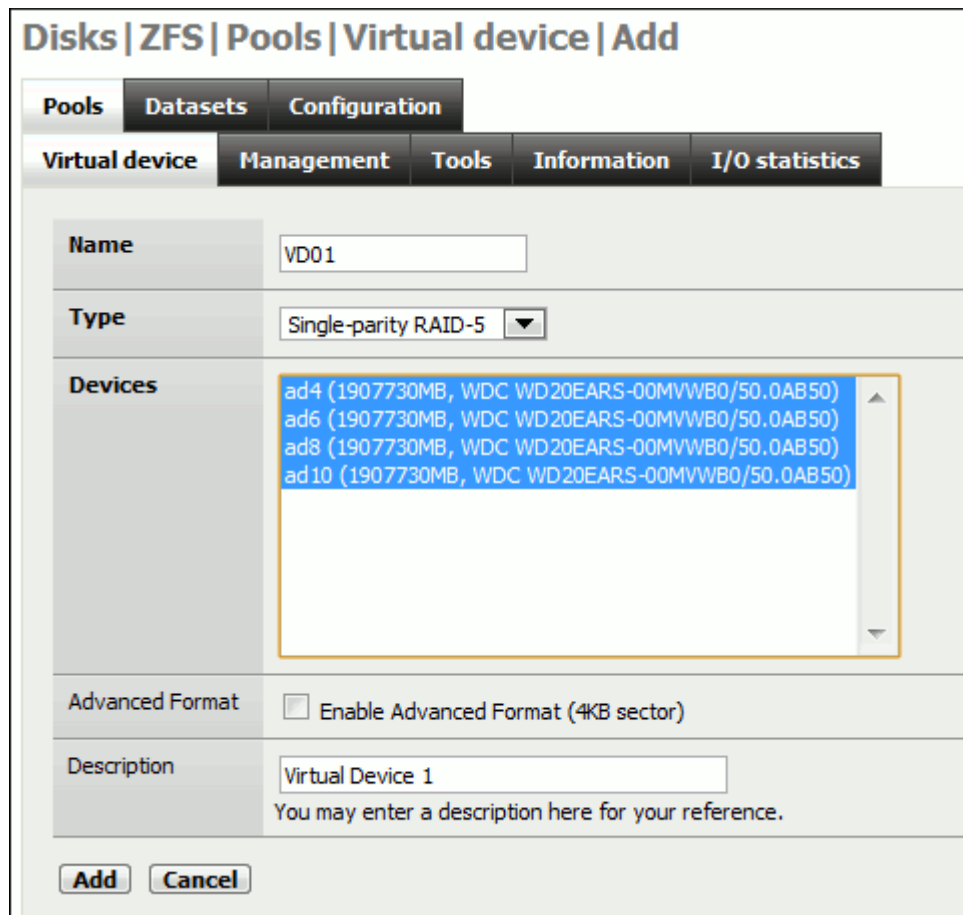 Disks|ZFS|Pools|Virtual device|Add
Pools Datasets Configuration
Virtual device Management Tools Information I/O statistics
Name VD01
Type Single-parity RAID-5
Devices ad4 (1907730MB, WDC WD20EARS-00MVWB0/50.0AB50)
ad6 (1907730MB, WDC WD20EARS-00MVWB0/50.0AB50)
ad8 (1907730MB, WDC WD20EARS-00MVWB0/50.0AB50)
ad10 (1907730MB, WDC WD20EARS-00MVWB0/50.0AB50)
Advanced Format Enable Advanced Format (4KB sector)
Description Virtual Device 1
You may enter a description here for your reference.
Add Cancel